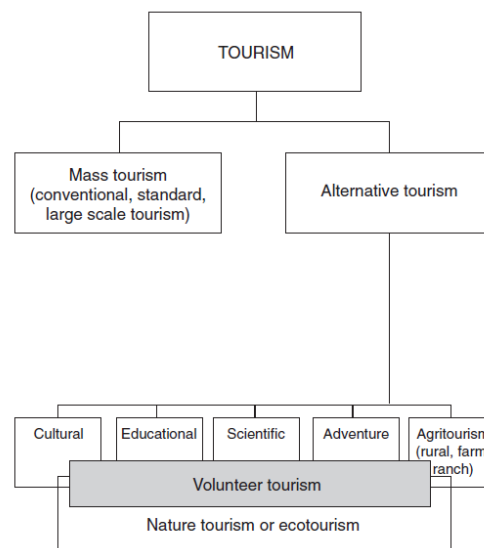 TOURISM
Mass tourism
(conventional, standard,
large scale tourism)
Alternative tourism
Cultural
Educational
Scientific
Adventure
Agritourism
(rural, farm
ranch)
Volunteer tourism
Nature tourism or ecotourism